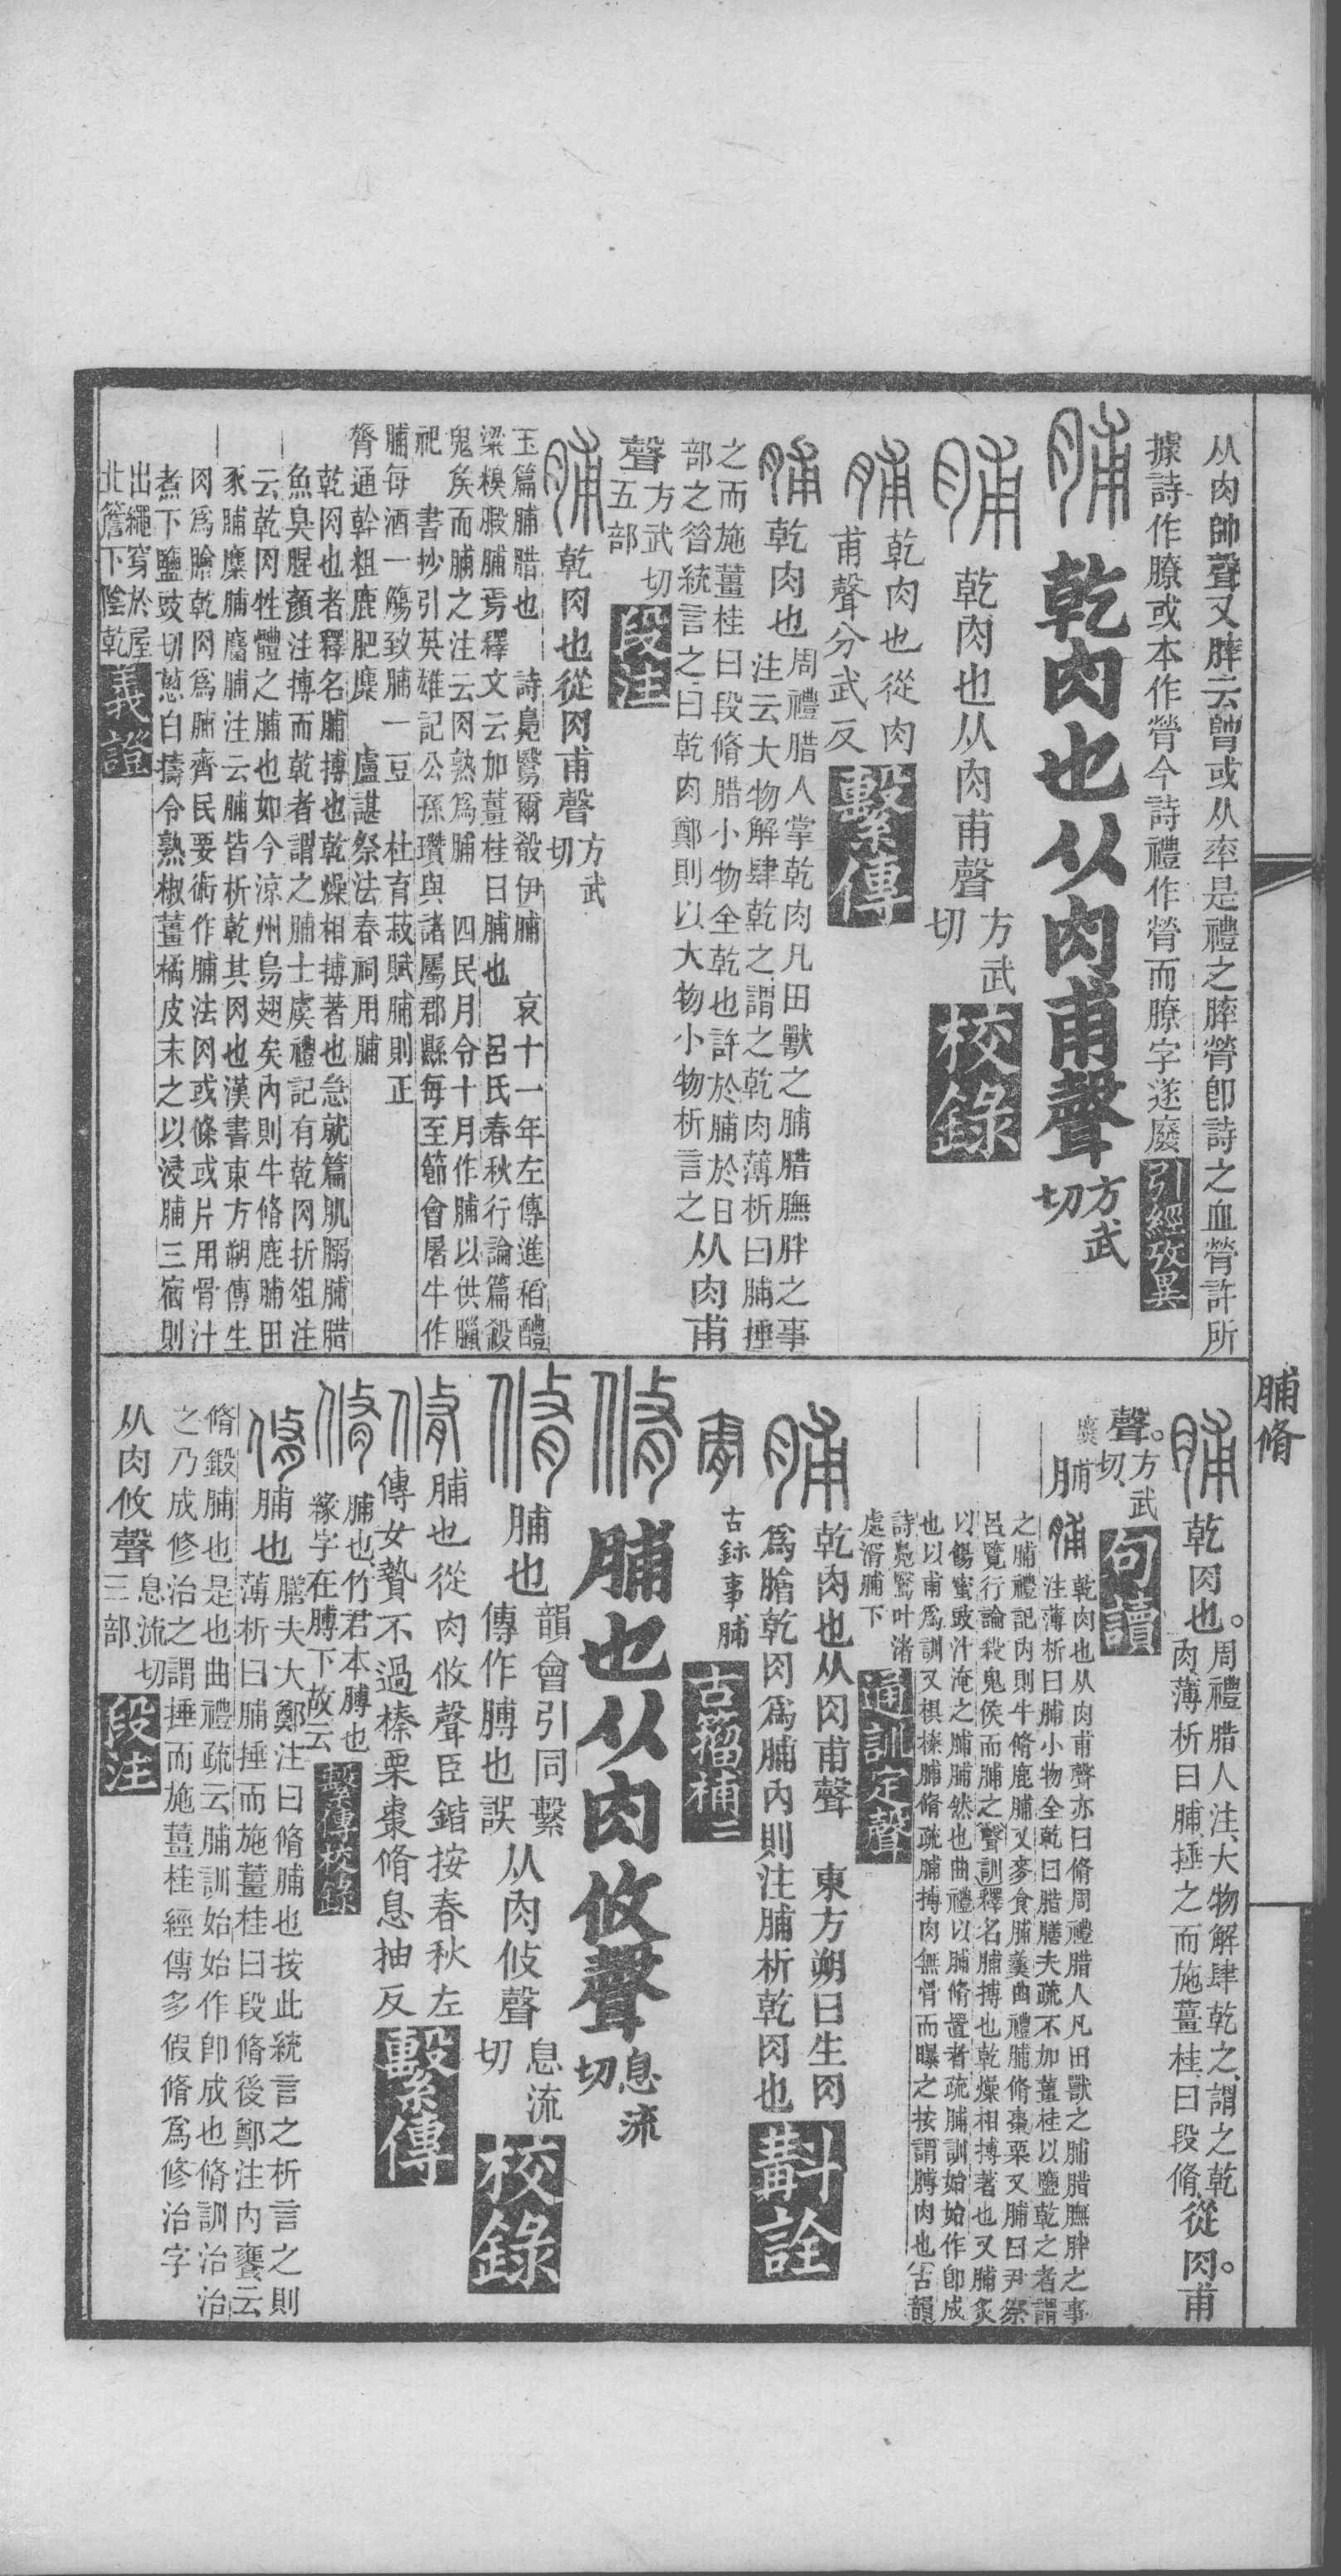 从肉帥聲又膟云臂或从率是禮之膟膋卽詩之血膋許所
據詩作膫或本作膋今詩禮作膋而膫字遂廢引經攷異
脯 乾肉也从肉甫聲方武切
脯 乾肉也从肉甫聲方武切校錄
脯 乾肉也從肉
甫聲分武反繫傳
脯 乾肉也周禮腊人掌乾肉凡田獸之脯腊膴胖之事
注云大物解肆乾之謂之乾肉薄析曰脯捶
之而施薑桂曰段脩腊小物全乾也許於脯於日
部之昝統言之曰乾肉鄭則以大物小物析言之从肉甫
聲方武切五部段注
脯 乾肉也從肉甫聲方武切
玉篇脯腊也 詩鳧鷖爾殽伊脯 哀十一年左傳進稻醴
粱糗腶脯焉釋文云加薑桂曰脯也 呂氏春秋行論篇殺
鬼矦而脯之注云肉熟爲脯 四民月令十月作脯以供臘
祀 書抄引英雄記公孫瓚與諸屬郡縣每至節會屠牛作
脯每酒一觴致脯一豆 杜育菽賦脯則正
膂通幹粗鹿肥麋 盧諶祭法春祠用脯
乾肉也者釋名脯搏也乾燥相搏著也急就篇肌䐞脯腊
魚臭腥顏注搏而乾者謂之脯士虞禮記有乾肉折俎注
云乾肉牲體之脯也如今涼州烏翅矣內則牛脩鹿脯田
豕脯麋脯麕脯注云脯皆析乾其肉也漢書東方朔傳生
肉爲膾乾肉爲脯齊民要術作脯法肉或條或片用骨汁
煮下鹽豉切蔥白擣令熟椒薑橘皮末之以浸脯三宿則
出繩穿於屋
北簷下陰乾義證
脯脩
脯 乾肉也。周禮腊人注、大物解肆乾之、謂之乾
肉、薄析曰脯、捶之而施薑桂、曰段脩、從肉。甫
聲。方武切、句讀
脯 乾肉也从肉甫聲亦曰脩周禮腊人凡田獸之脯腊膴胖之事
注薄析曰脯小物全乾曰腊膳夫疏不加薑桂以鹽乾之者謂
之脯禮記內則牛脩鹿脯又麥食脯羹曲禮脯脩棗栗又脯曰尹祭
呂覽行論殺鬼侯而脯之聲訓釋名脯搏也乾燥相搏著也又脯炙
以餳蜜豉汁淹之脯脯然也曲禮以脯脩置者疏脯訓始始作卽成
也以甫爲訓又棋榛脯脩疏脯搏肉無骨而曝之按謂膊肉也古韻
詩鳧鷖叶渚
處湑脯下通訓定聲
脯 乾肉也从肉甫聲 東方朔曰生肉
爲膾乾肉爲脯內則注脯析乾肉也斠詮
古鉥事脯古籀補二
脩 脯也从肉攸聲息流切
脩 脯也韻會引同繫傳作膊也誤从肉攸聲息流切校錄
脩 脯也從肉攸聲臣鍇按春秋左
傳女贄不過榛栗棗脩息抽反繫傳
脩 脯也竹君本膊也
緣字在膊下故云繫傳校錄
脩 脯也膳夫大鄭注曰脩脯也按此統言之析言之則
薄析曰脯捶而施薑桂曰段脩後鄭注內饔云
脩鍛脯也是也曲禮疏云脯訓始始作卽成也脩訓治治
之乃成修治之謂捶而施薑桂經傳多假脩爲修治字
从肉攸聲息流切三部段注